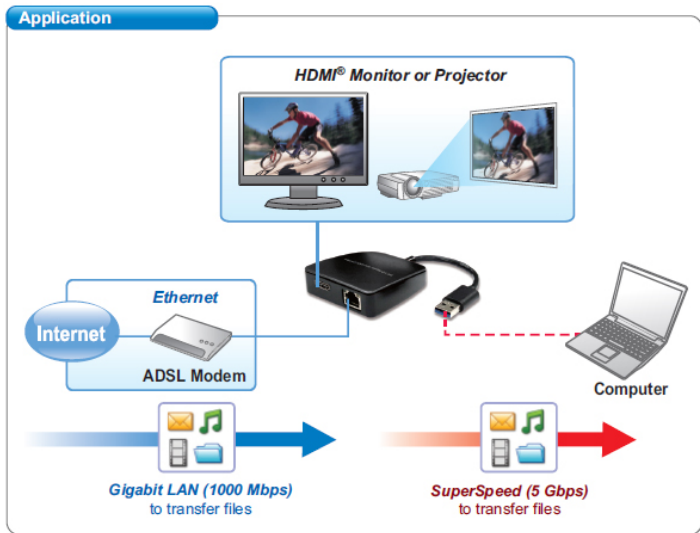 Application
HDMI® Monitor or Projector
Ethernet
Internet
ADSL Modem
Computer
Gigabit LAN (1000 Mbps)
to transfer files
SuperSpeed (5 Gbps)
to transfer files